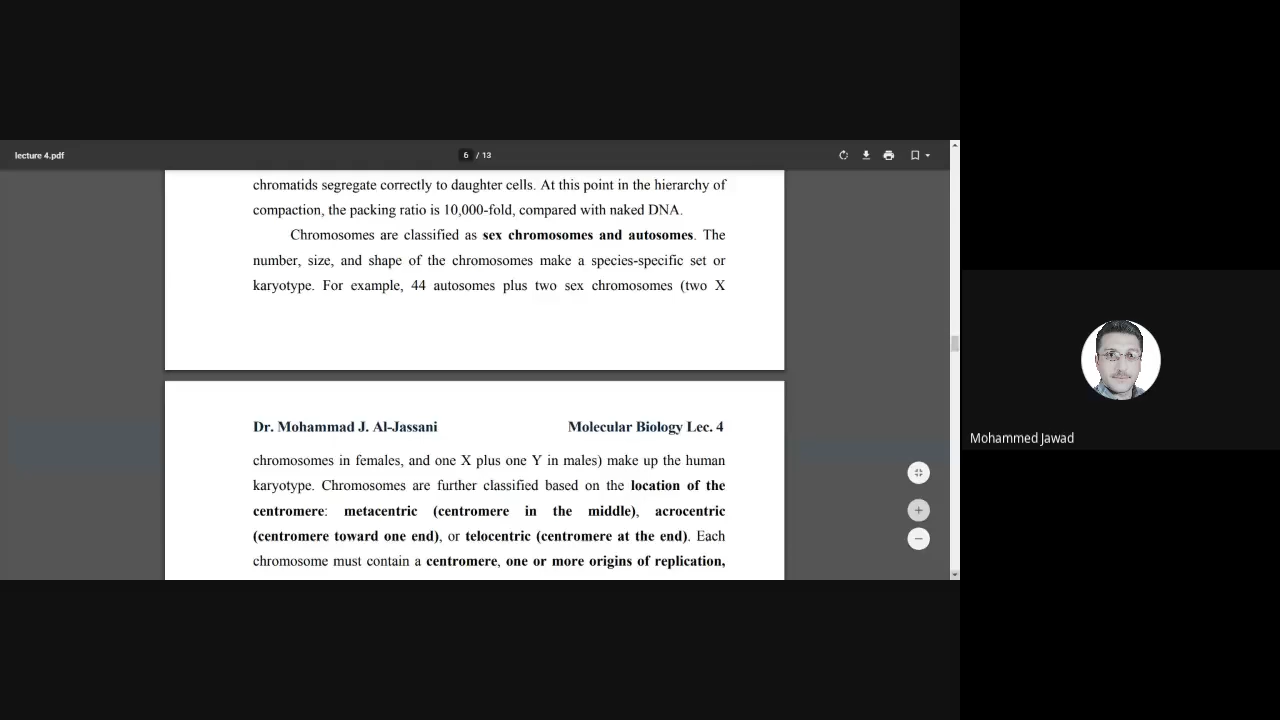 lecture 4.pdf
6 / 13
chromatids segregate correctly to daughter cells. At this point in the hierarchy of
compaction, the packing ratio is 10,000-fold, compared with naked DNA.
Chromosomes are classified as sex chromosomes and autosomes. The
number, size, and shape of the chromosomes make a species-specific set or
karyotype. For example, 44 autosomes plus two sex chromosomes (two X
Dr. Mohammad J. Al-Jassani Molecular Biology Lec. 4
chromosomes in females, and one X plus one Y in males) make up the human
karyotype. Chromosomes are further classified based on the location of the
centromere: metacentric (centromere in the middle), acrocentric
(centromere toward one end), or telocentric (centromere at the end). Each
chromosome must contain a centromere, one or more origins of replication,
Mohammed Jawad